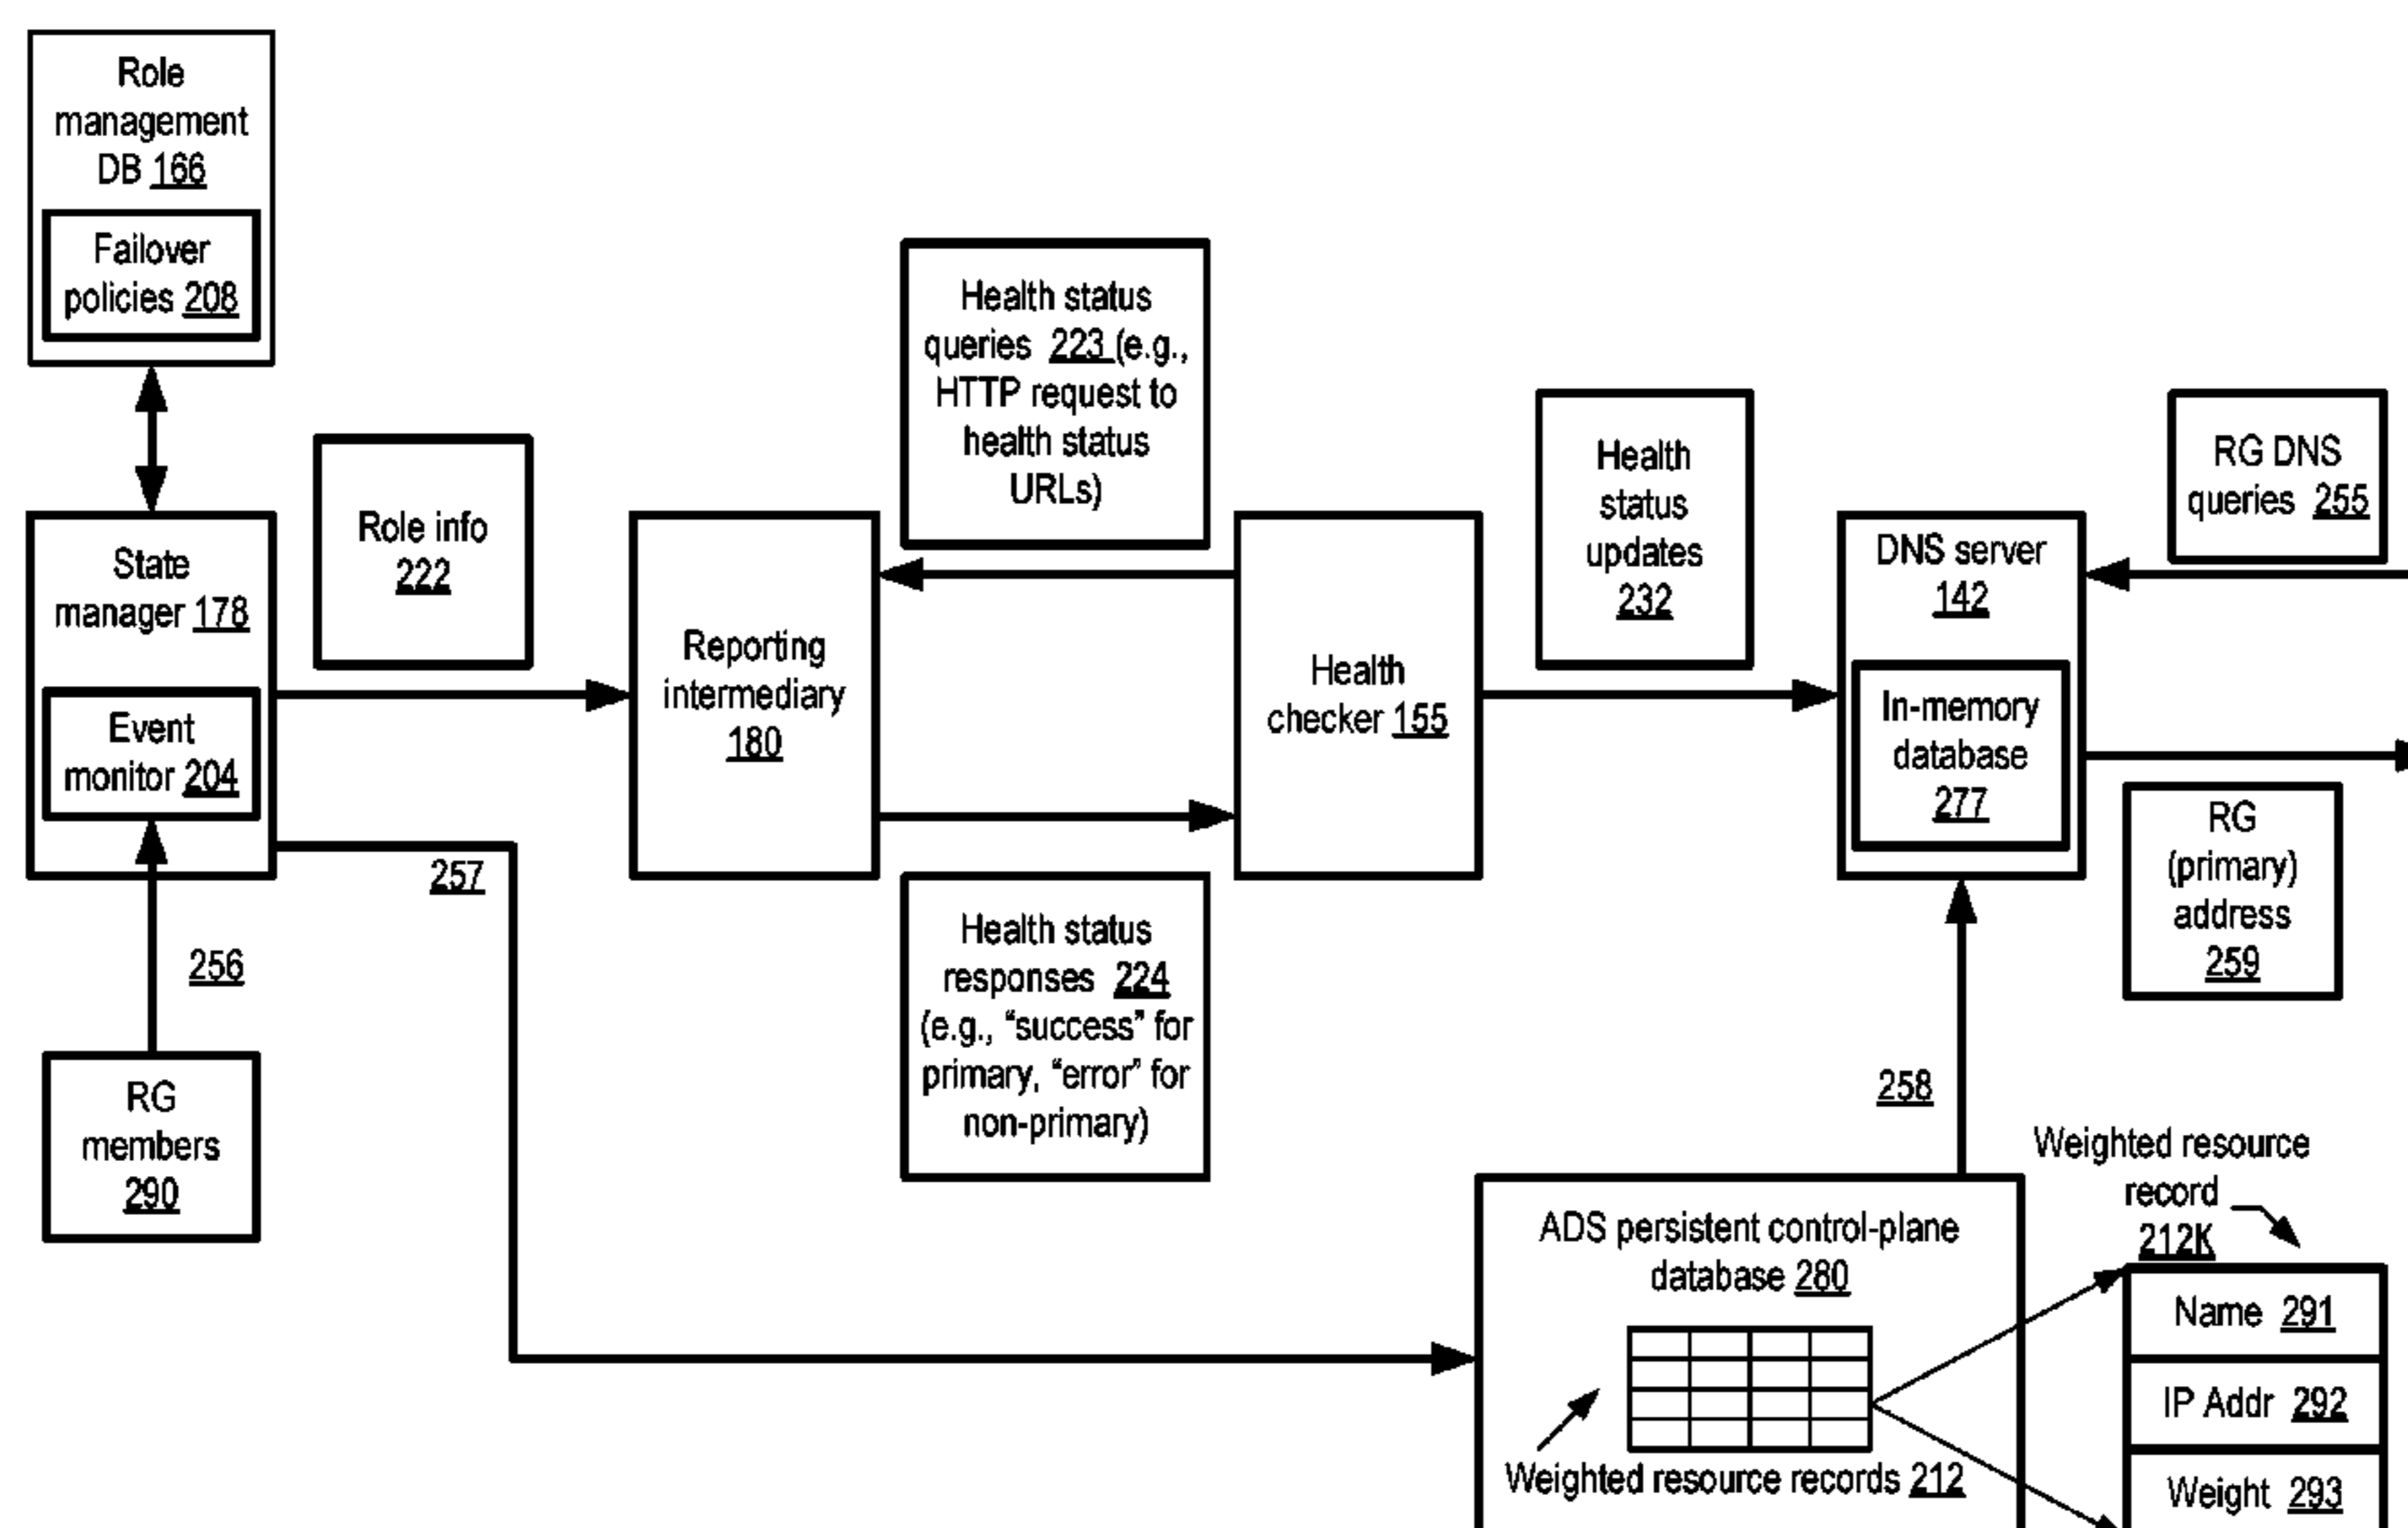 Role
management
DB 166
Failover
policies 208
State
manager 178
Event
monitor 204
256
RG
members
290
Role info
222
257
Reporting
intermediary
180
Health status
queries 223 (e.g.,
HTTP request to
health status
URLs)
Health status
responses 224
(e.g., “success” for
primary, “error” for
non-primary)
Health
checker 155
Health
status
updates
232
DNS server
142
In-memory
database
277
RG DNS
queries 255
RG
(primary)
address
259
258
ADS persistent control-plane
database 280
Weighted resource records 212
Weighted resource
record
212K
Name 291
IP Addr 292
Weight 293